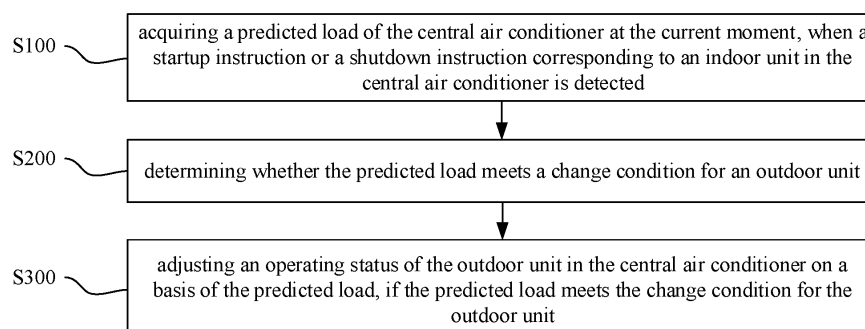 S100
acquiring a predicted load of the central air conditioner at the current moment, when a
startup instruction or a shutdown instruction corresponding to an indoor unit in the
central air conditioner is detected
S200
determining whether the predicted load meets a change condition for an outdoor unit
S300
adjusting an operating status of the outdoor unit in the central air conditioner on a
basis of the predicted load, if the predicted load meets the change condition for the
outdoor unit